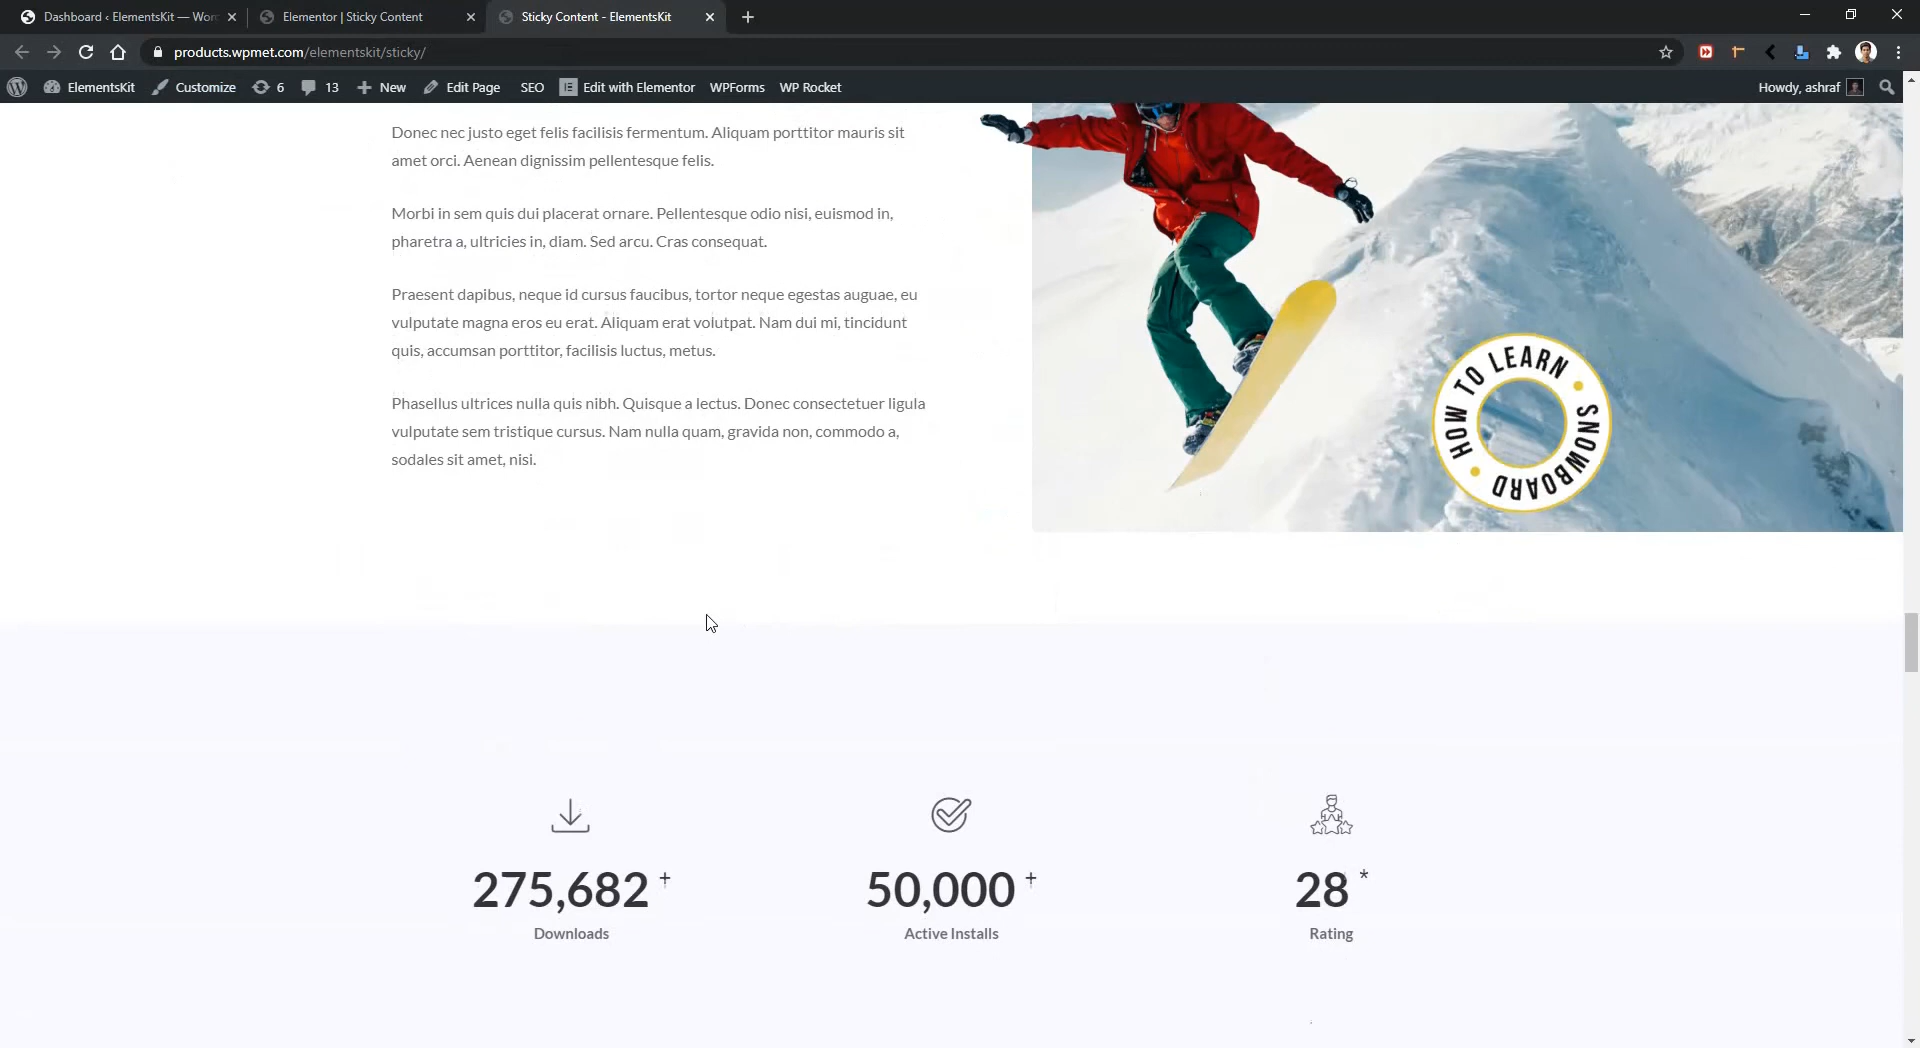 Dashboard ‹ ElementsKit — Wor
Elementor | Sticky Content
Sticky Content - ElementsKit
products.wpmet.com/elementskit/sticky/
ElementsKit
Customize
6
13
New
Edit Page
SEO
Edit with Elementor
WPForms
WP Rocket
Howdy, ashraf
Donec nec justo eget felis facilisis fermentum. Aliquam porttitor mauris sit
amet orci. Aenean dignissim pellentesque felis.
Morbi in sem quis dui placerat ornare. Pellentesque odio nisi, euismod in,
pharetra a, ultricies in, diam. Sed arcu. Cras consequat.
Praesent dapibus, neque id cursus faucibus, tortor neque egestas auguae, eu
vulputate magna eros eu erat. Aliquam erat volutpat. Nam dui mi, tincidunt
quis, accumsan porttitor, facilisis luctus, metus.
Phasellus ultrices nulla quis nibh. Quisque a lectus. Donec consectetuer ligula
vulputate sem tristique cursus. Nam nulla quam, gravida non, commodo a,
sodales sit amet, nisi.
HOW TO LEARN • SNOWBOARD •
275,682 +
Downloads
50,000 +
Active Installs
28 *
Rating